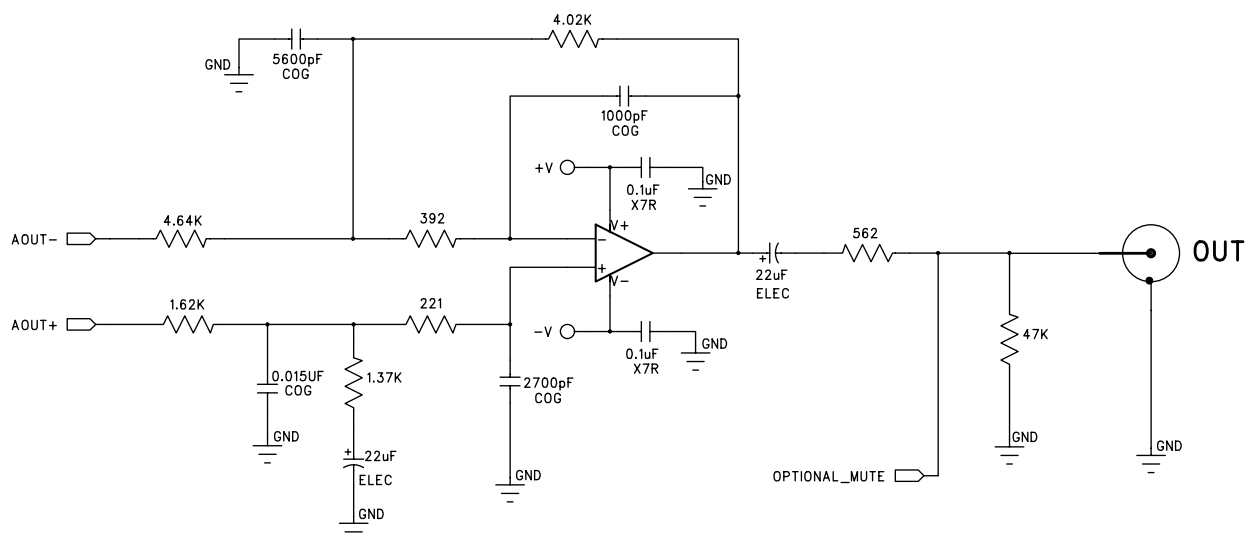 4.02K
GND
5600pF
COG
1000pF
COG
+V
0.1uF
X7R
GND
V+
4.64K
392
AOUT-
-
+
562
OUT
+
22uF
ELEC
V-
1.62K
221
AOUT+
-V
0.1uF
X7R
GND
47K
0.015UF
COG
1.37K
2700pF
COG
GND
GND
+
22uF
ELEC
GND
OPTIONAL_MUTE
GND
GND
GND